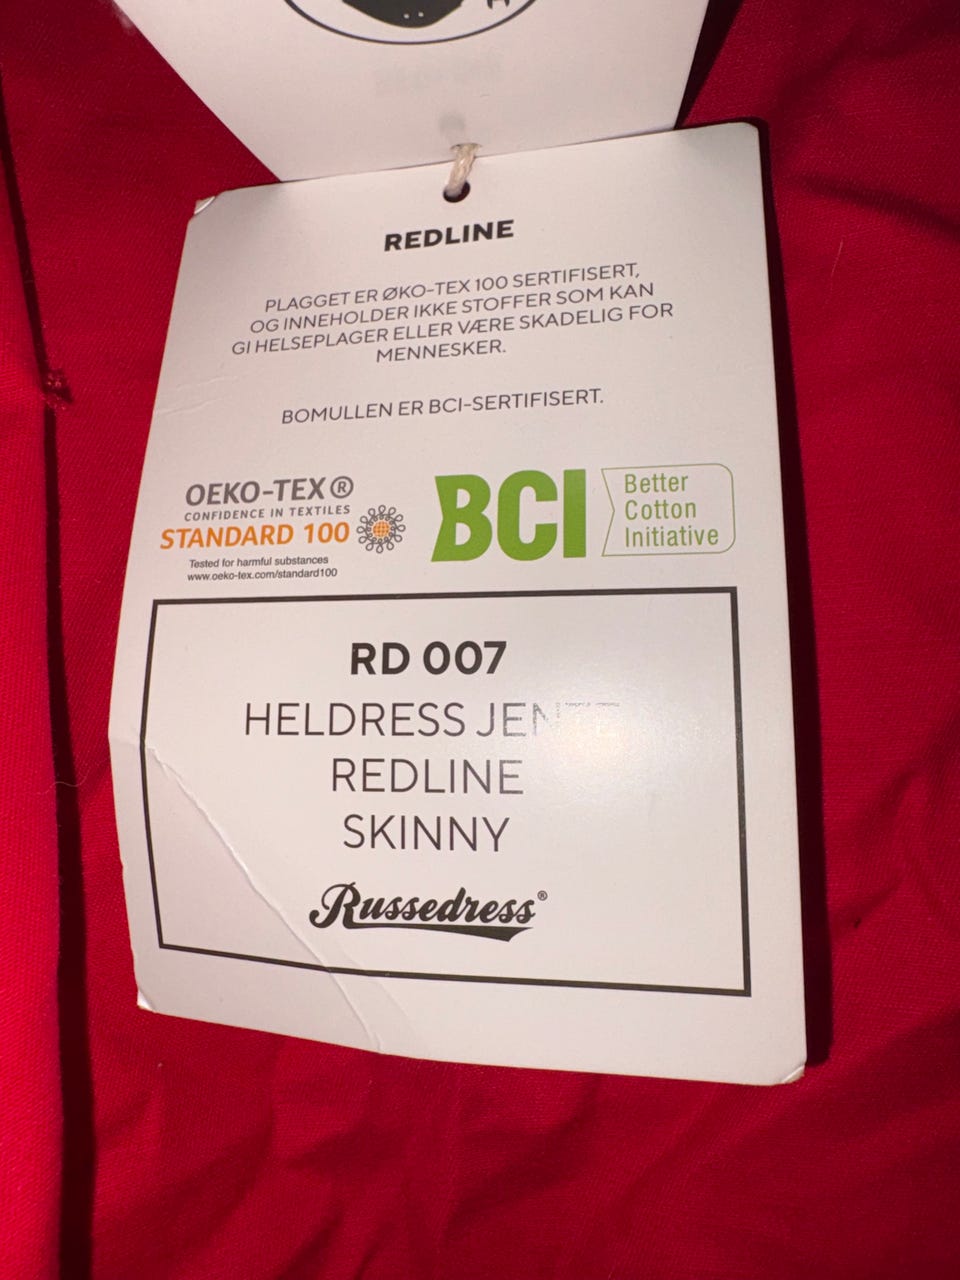 REDLINE
PLAGGET ER ØKO-TEX 100 SERTIFISERT,
OG INNEHOLDER IKKE STOFFER SOM KAN
GI HELSEPLAGER ELLER VÆRE SKADELIG FOR
MENNESKER.
BOMULLEN ER BCI-SERTIFISERT.
OEKO-TEX®
CONFIDENCE IN TEXTILES
STANDARD 100
Tested for harmful substances
www.oeko-tex.com/standard100
BCI
Better
Cotton
Initiative
RD 007
HELDRESS JENTE
REDLINE
SKINNY
Russedress®